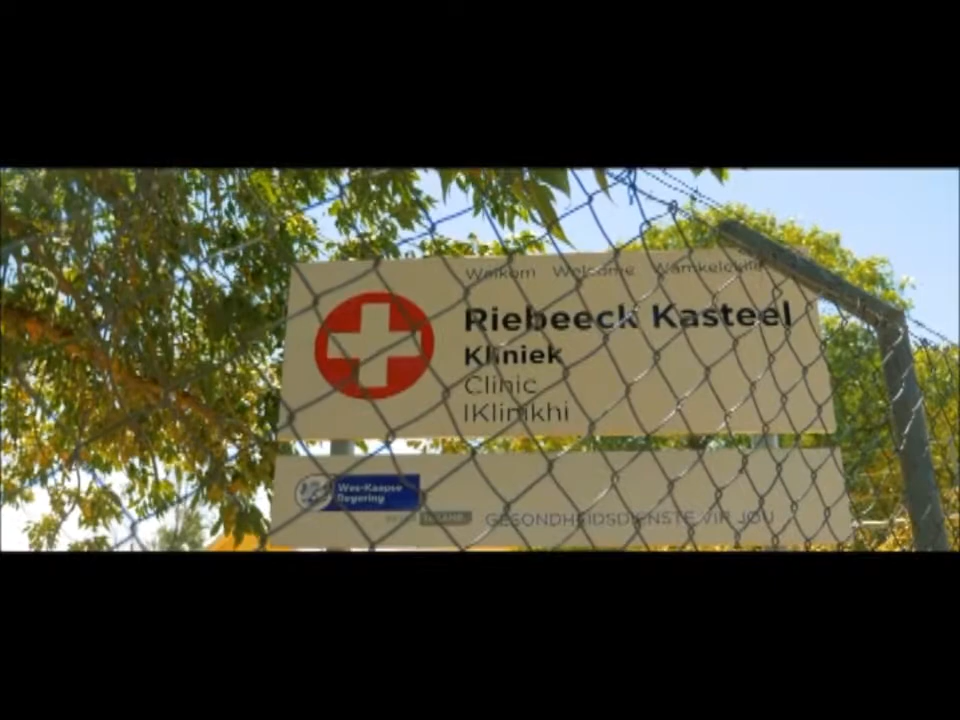 Welkom Welcome Wamkelekile
Riebeeck Kasteel
Kliniek
Clinic
IKlinikhi
Wes-Kaapse
Regering
GESONDHEIDSDIENSTE VIR JOU